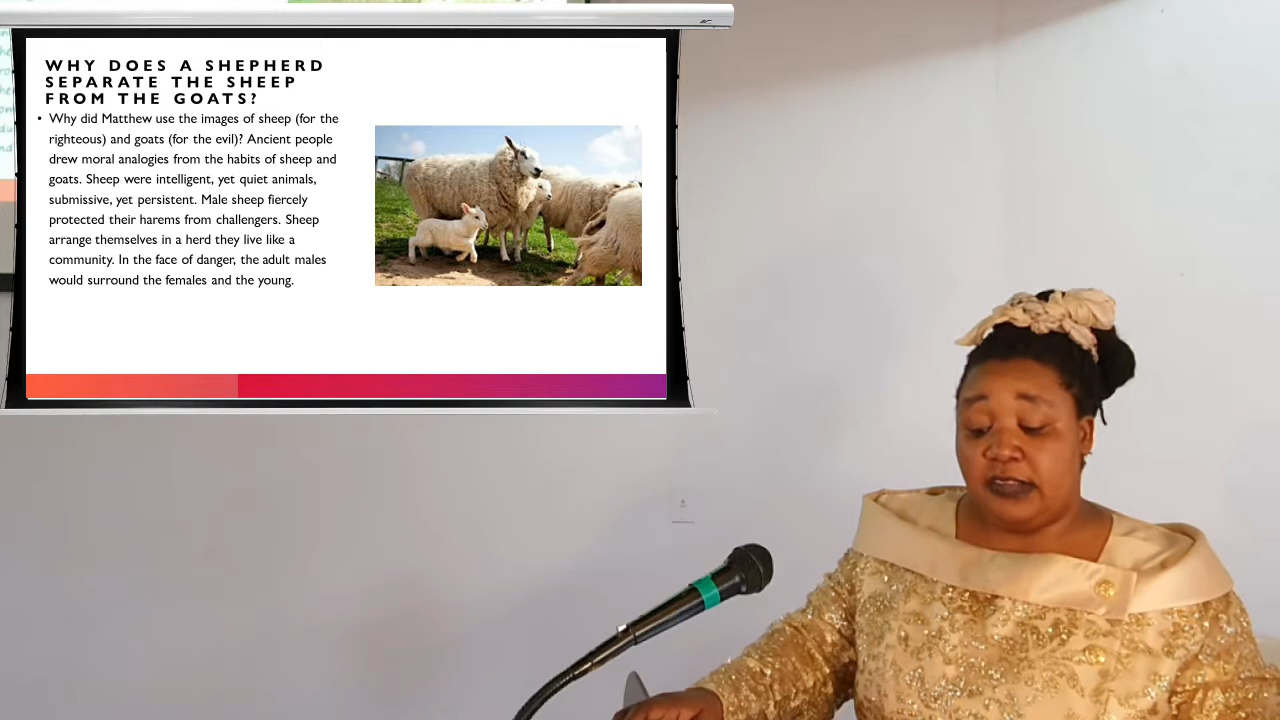 WHY DOES A SHEPHERD
SEPARATE THE SHEEP
FROM THE GOATS?
• Why did Matthew use the images of sheep (for the
righteous) and goats (for the evil)? Ancient people
drew moral analogies from the habits of sheep and
goats. Sheep were intelligent, yet quiet animals,
submissive, yet persistent. Male sheep fiercely
protected their harems from challengers. Sheep
arrange themselves in a herd they live like a
community. In the face of danger, the adult males
would surround the females and the young.